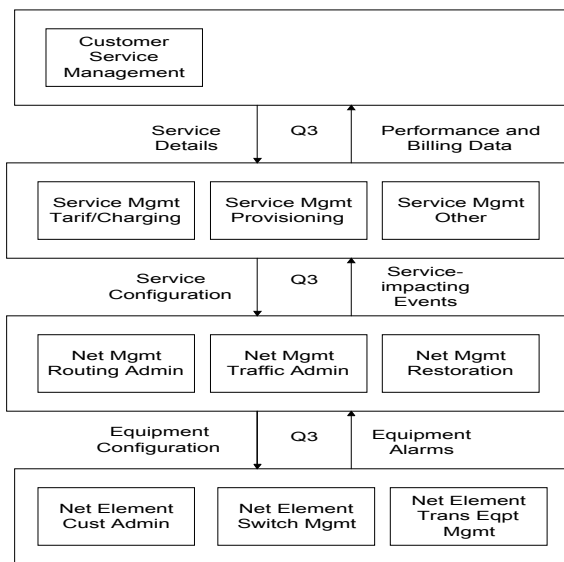 Customer
Service
Management
Service
Details
Q3
Performance and
Billing Data
Service Mgmt
Tarif/Charging
Service Mgmt
Provisioning
Service Mgmt
Other
Service
Configuration
Q3
Service-
impacting
Events
Net Mgmt
Routing Admin
Net Mgmt
Traffic Admin
Net Mgmt
Restoration
Equipment
Configuration
Q3
Equipment
Alarms
Net Element
Cust Admin
Net Element
Switch Mgmt
Net Element
Trans Eqpt
Mgmt